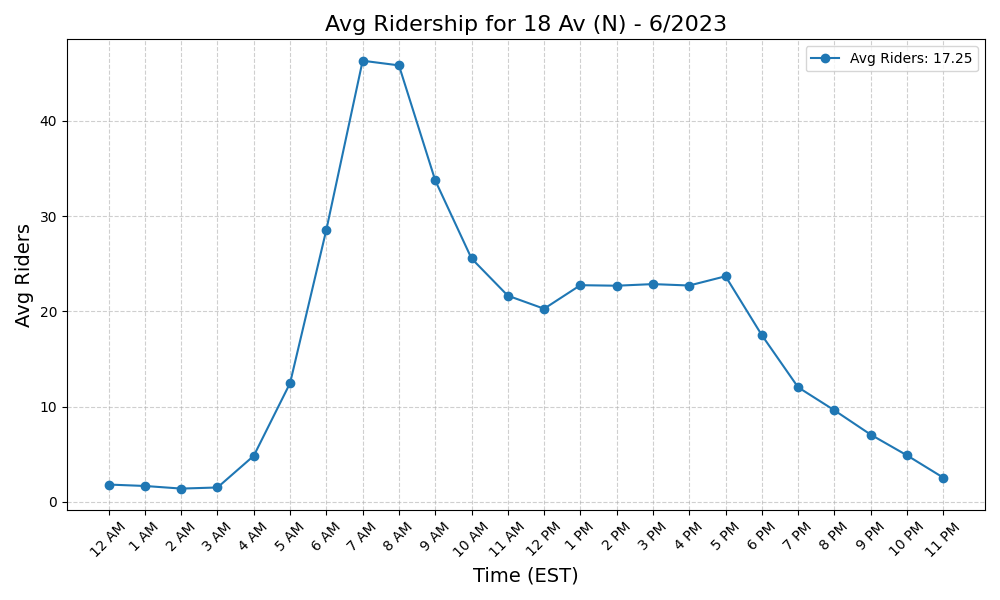 Avg Ridership for 18 Av (N) - 6/2023
Avg Riders: 17.25
Avg Riders
40
30
20
10
0
12 AM
1 AM
2 AM
3 AM
4 AM
5 AM
6 AM
7 AM
8 AM
9 AM
10 AM
11 AM
12 PM
1 PM
2 PM
3 PM
4 PM
5 PM
6 PM
7 PM
8 PM
9 PM
10 PM
11 PM
Time (EST)